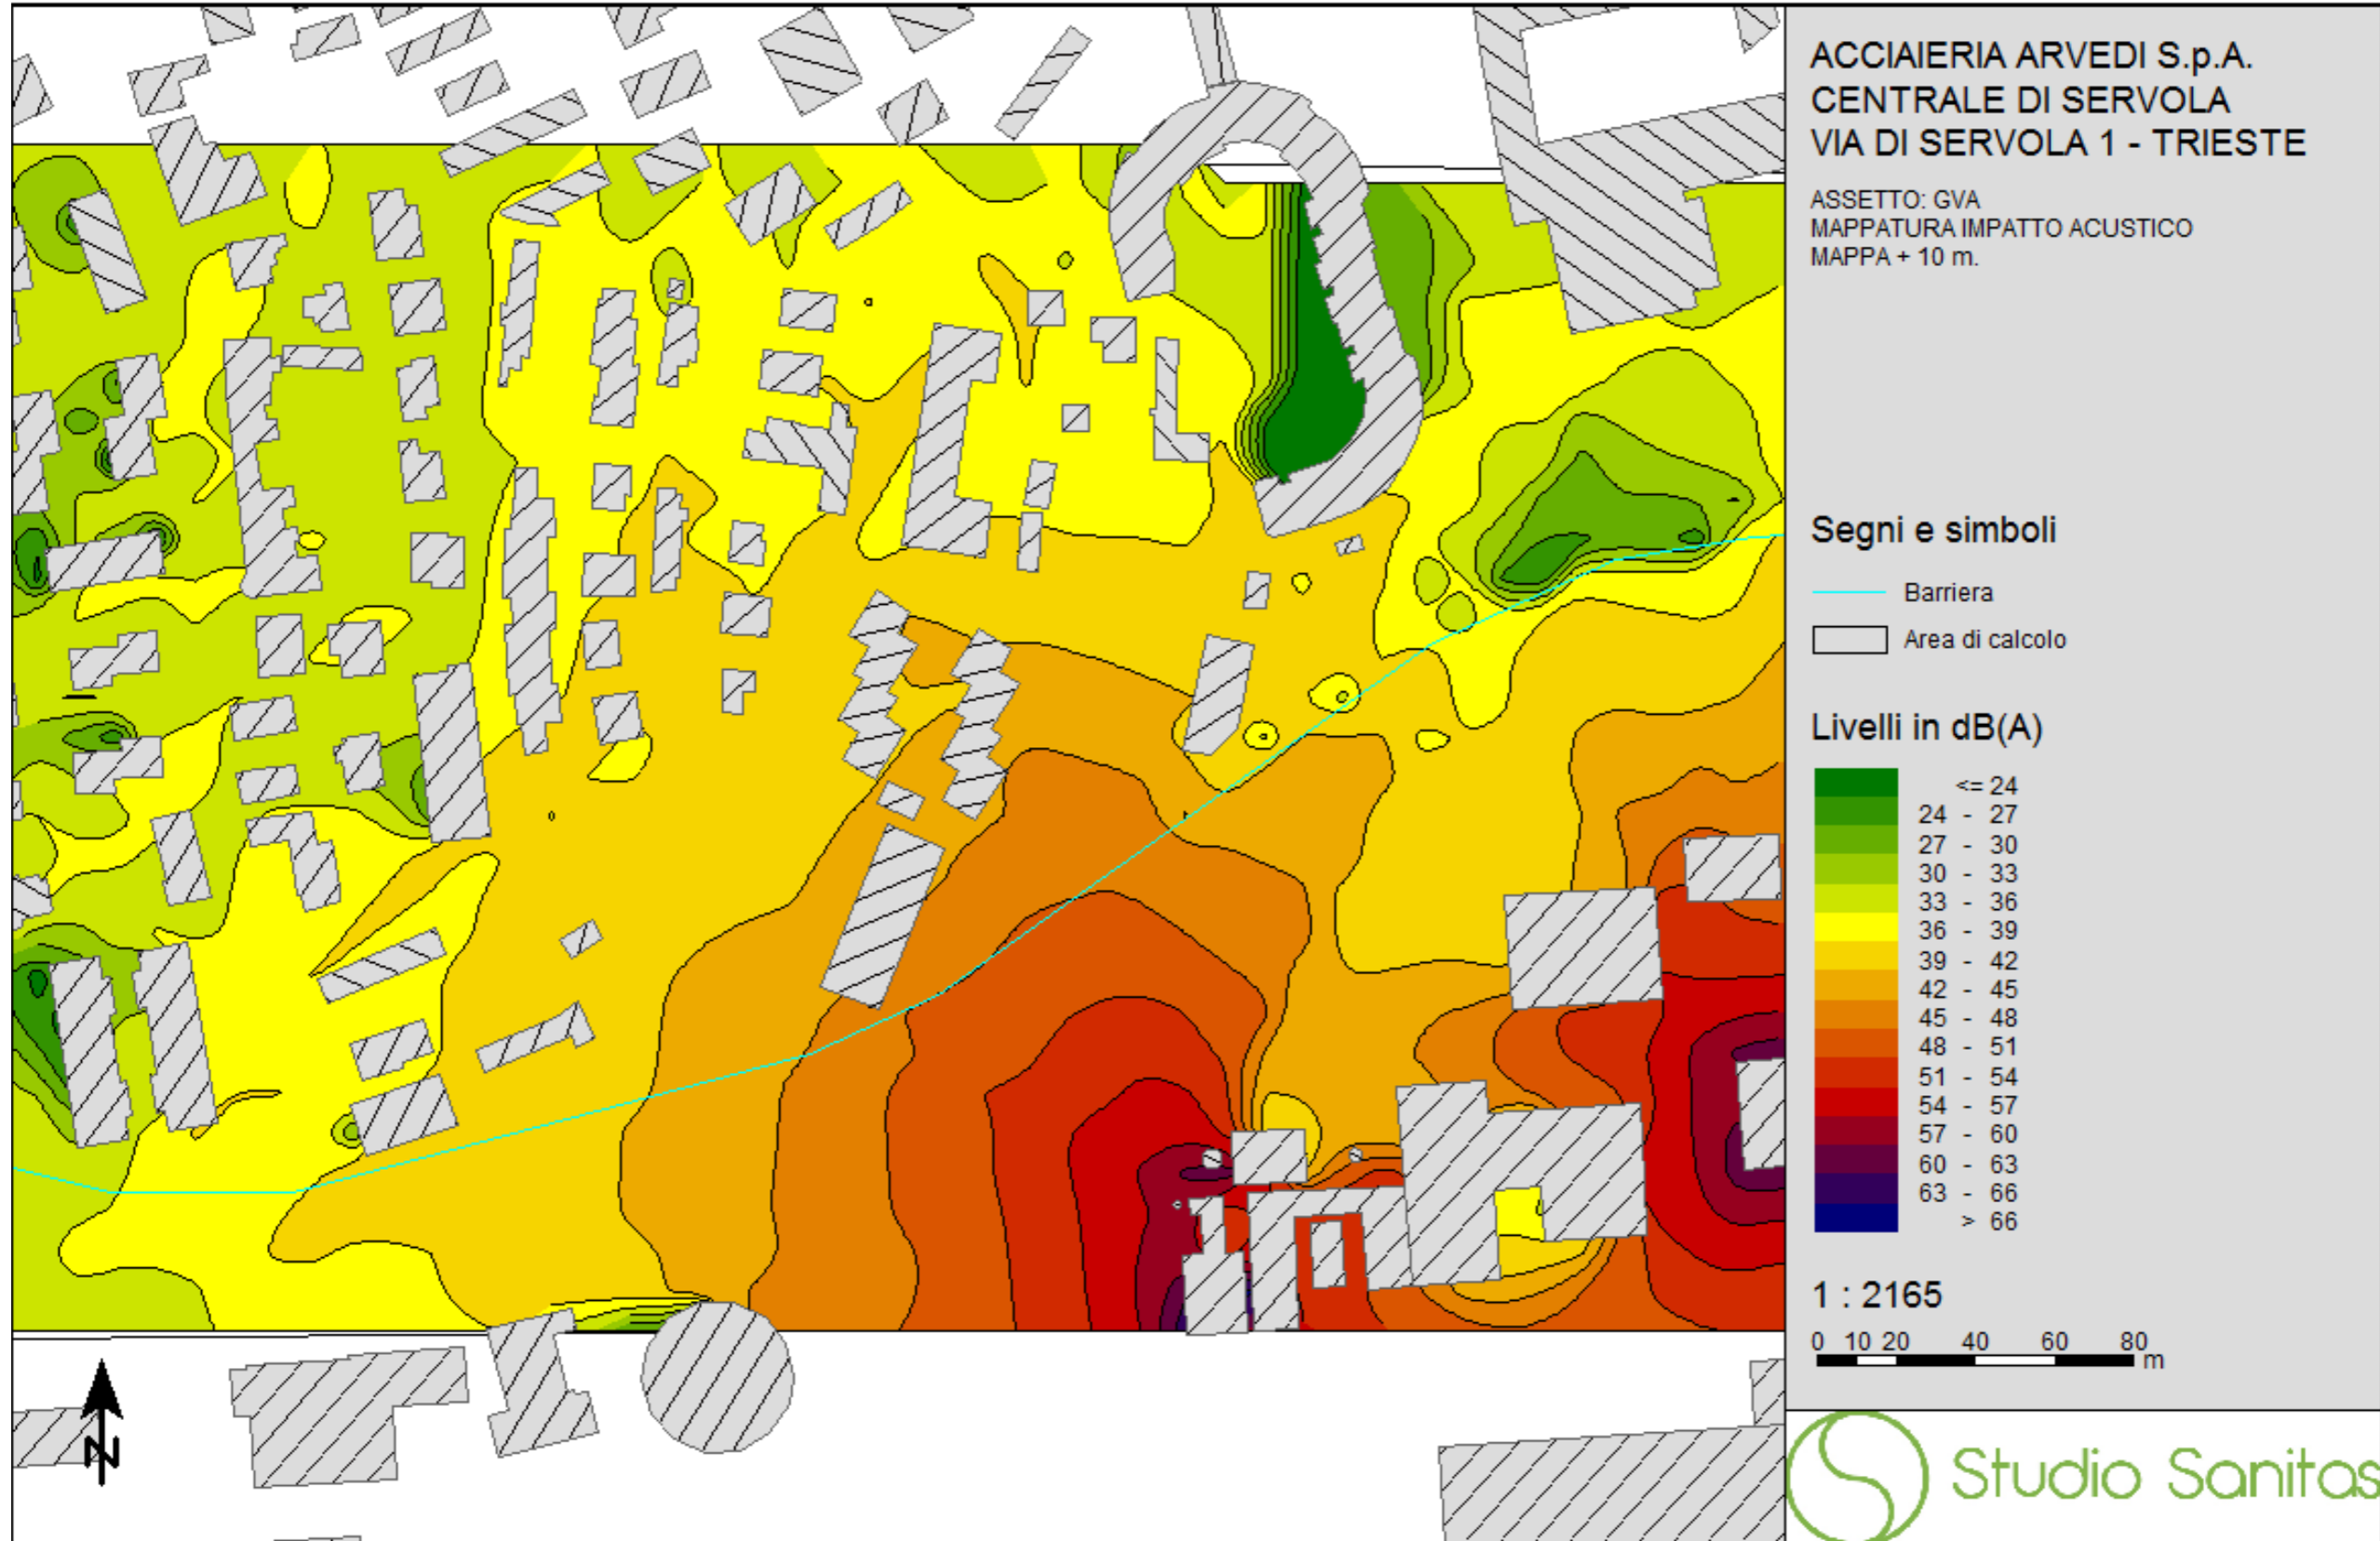 ACCIAIERIA ARVEDI S.p.A.
CENTRALE DI SERVOLA
VIA DI SERVOLA 1 - TRIESTE
ASSETTO: GVA
MAPPATURA IMPATTO ACUSTICO
MAPPA + 10 m.
Segni e simboli
Barriera
Area di calcolo
Livelli in dB(A)
<= 24
24 - 27
27 - 30
30 - 33
33 - 36
36 - 39
39 - 42
42 - 45
45 - 48
48 - 51
51 - 54
54 - 57
57 - 60
60 - 63
63 - 66
> 66
1 : 2165
0 10 20 40 60 80
m
N
Studio Sanitas